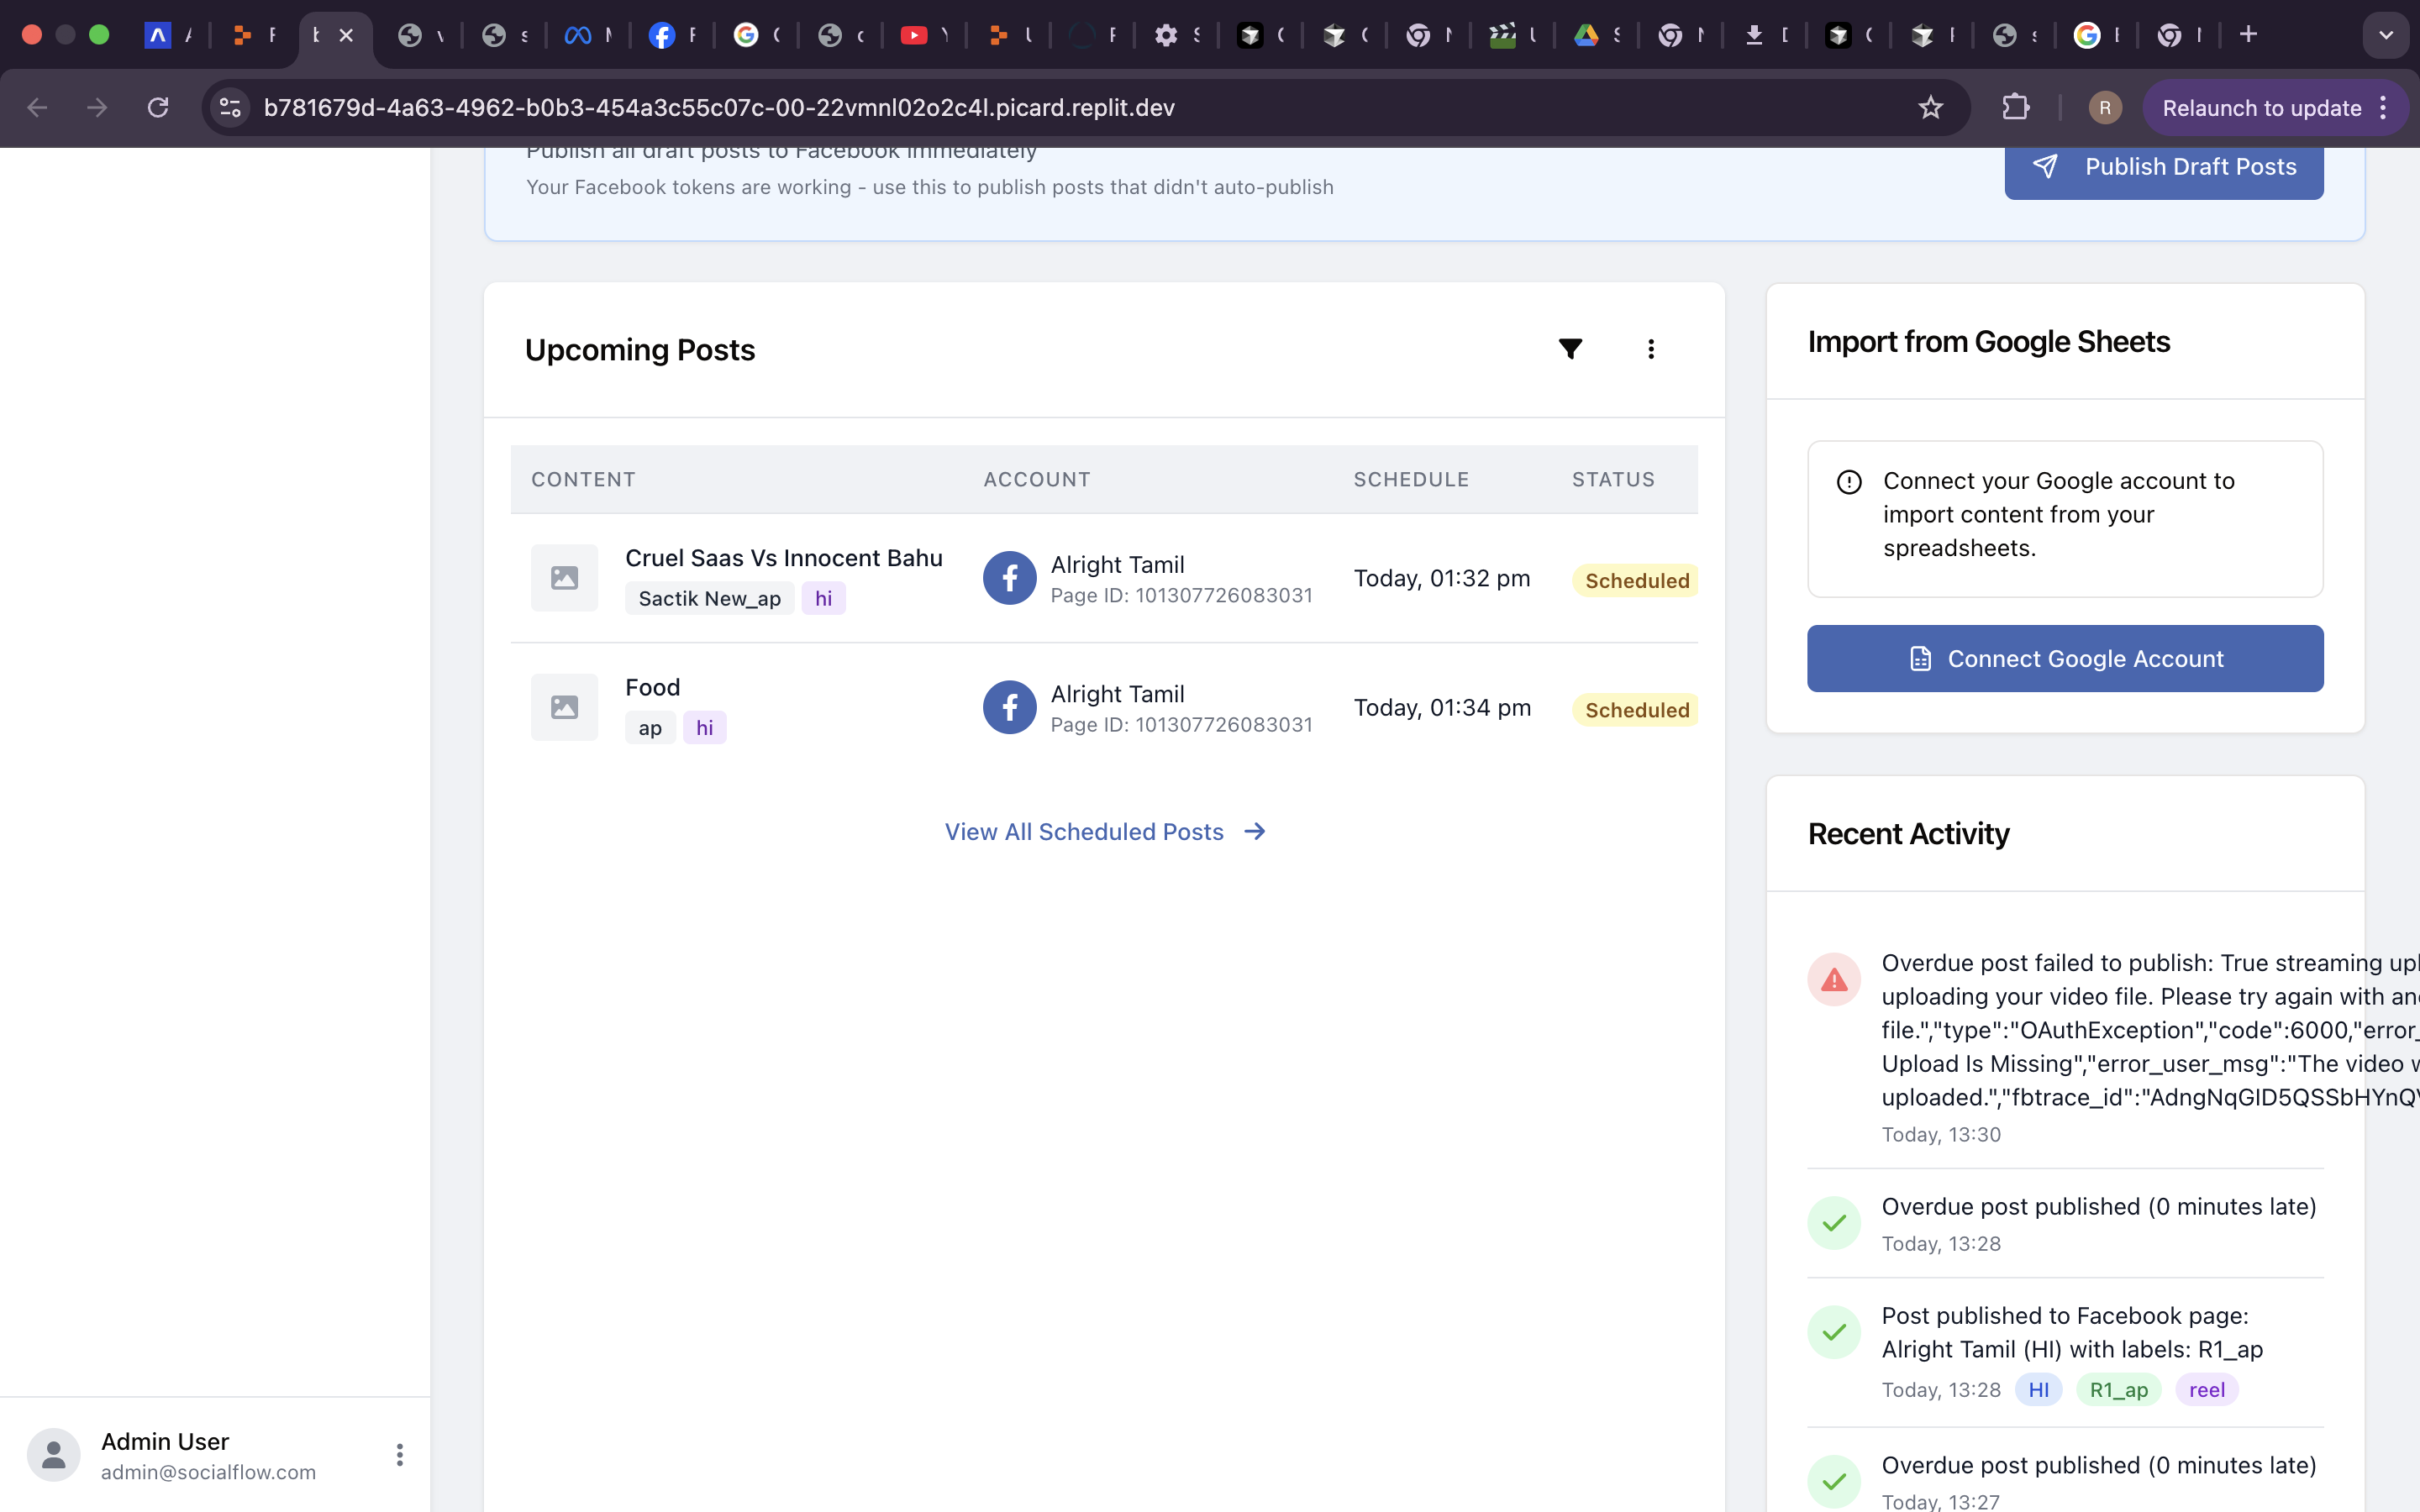 b781679d-4a63-4962-b0b3-454a3c55c07c-00-22vmnl02o2c4l.picard.replit.dev
R
Relaunch to update
Publish all draft posts to Facebook immediately
Your Facebook tokens are working - use this to publish posts that didn't auto-publish
Publish Draft Posts
Upcoming Posts
CONTENT ACCOUNT SCHEDULE STATUS
Cruel Saas Vs Innocent Bahu
Sactik New_ap hi
Alright Tamil
Page ID: 101307726083031
Today, 01:32 pm
Scheduled
Food
ap hi
Alright Tamil
Page ID: 101307726083031
Today, 01:34 pm
Scheduled
View All Scheduled Posts
Import from Google Sheets
Connect your Google account to
import content from your
spreadsheets.
Connect Google Account
Recent Activity
Overdue post failed to publish: True streaming upl
uploading your video file. Please try again with an
file.","type":"OAuthException","code":6000,"error_
Upload Is Missing","error_user_msg":"The video w
uploaded.","fbtrace_id":"AdngNqGID5QSSbHYnQ
Today, 13:30
Overdue post published (0 minutes late)
Today, 13:28
Post published to Facebook page:
Alright Tamil (HI) with labels: R1_ap
Today, 13:28 HI R1_ap reel
Overdue post published (0 minutes late)
Today, 13:27
Admin User
admin@socialflow.com